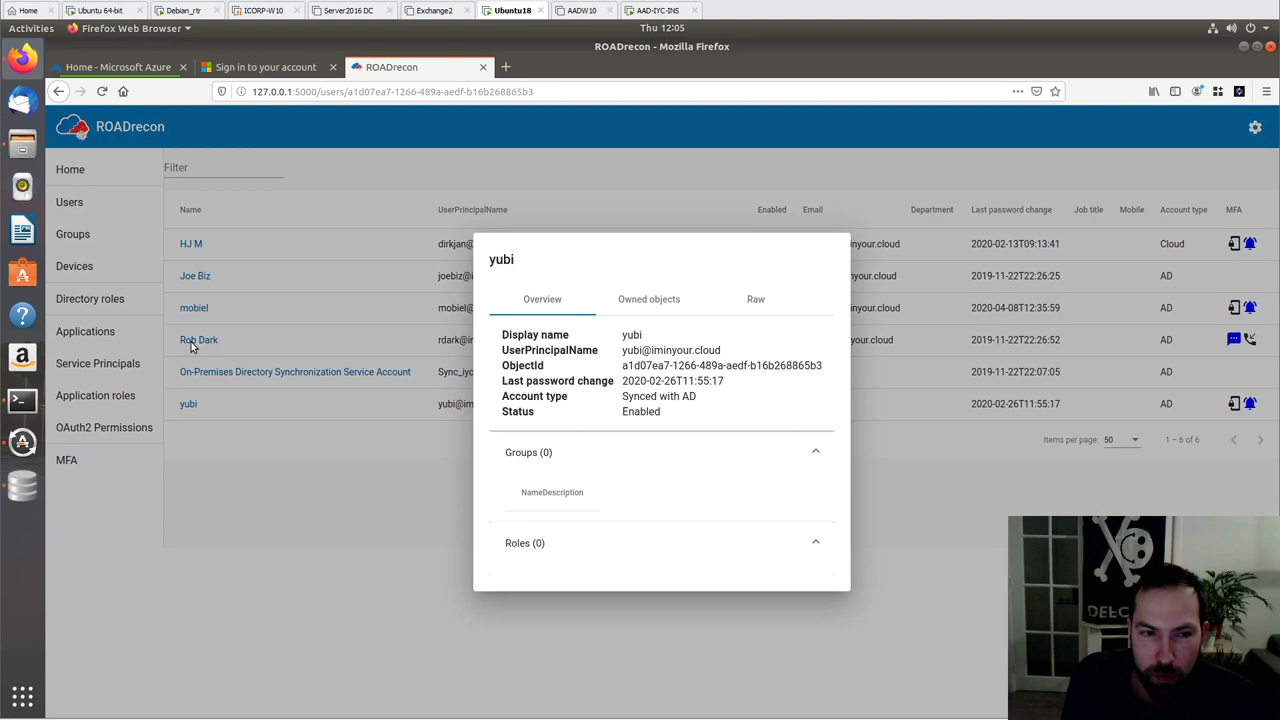 Home Ubuntu 64-bit Debian_rtr ICORP-W10 Server2016 DC Exchange2 Ubuntu18 AADW10 AAD-IYC-INS
Activities Firefox Web Browser Thu 12:05
ROADrecon - Mozilla Firefox
Home - Microsoft Azure Sign in to your account ROADrecon
127.0.0.1:5000/users/a1d07ea7-1266-489a-aedf-b16b268865b3
ROADrecon
Home
Users
Groups
Devices
Directory roles
Applications
Service Principals
Application roles
OAuth2 Permissions
MFA
Filter
Name UserPrincipalName Enabled Email Department Last password change Job title Mobile Account type MFA
HJ M dirkjan@ inyour.cloud 2020-02-13T09:13:41 Cloud
Joe Biz joebiz@i inyour.cloud 2019-11-22T22:26:25 AD
mobiel mobiel@ inyour.cloud 2020-04-08T12:35:59 AD
Rob Dark rdark@i inyour.cloud 2019-11-22T22:26:52 AD
On-Premises Directory Synchronization Service Account Sync_iyc 2019-11-22T22:07:05 AD
yubi yubi@im inyour.cloud 2020-02-26T11:55:17 AD
Items per page: 50 1 – 6 of 6
yubi
Overview Owned objects Raw
Display name yubi
UserPrincipalName yubi@iminyour.cloud
ObjectId a1d07ea7-1266-489a-aedf-b16b268865b3
Last password change 2020-02-26T11:55:17
Account type Synced with AD
Status Enabled
Groups (0)
NameDescription
Roles (0)